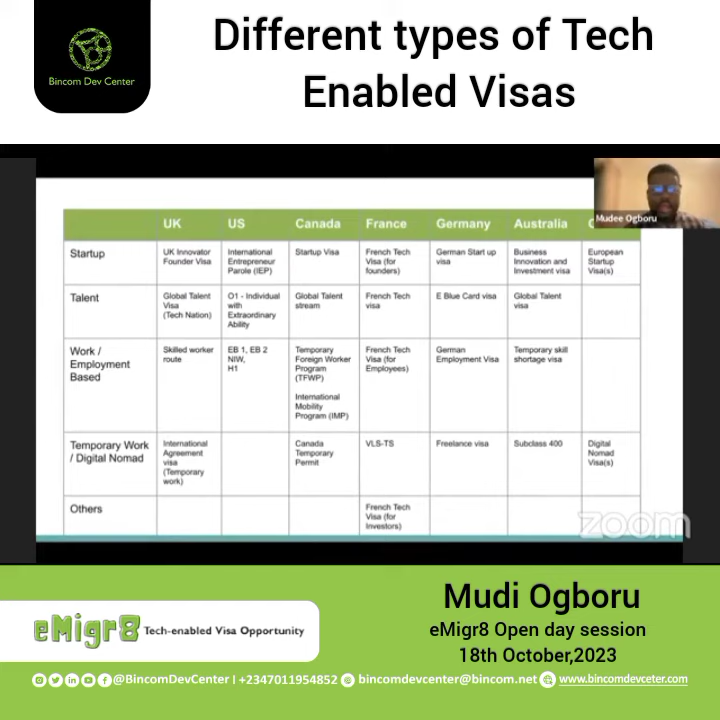 Bincom Dev Center
Different types of Tech
Enabled Visas
Mudee Ogboru
UK US Canada France Germany Australia
Startup
UK Innovator
Founder Visa
International
Entrepreneur
Parole (IEP)
Startup Visa
French Tech
Visa (for
founders)
German Start up
visa
Business
Innovation and
Investment visa
European
Startup
Visa(s)
Talent
Global Talent
Visa
(Tech Nation)
O1 - Individual
with
Extraordinary
Ability
Global Talent
stream
French Tech
visa
E Blue Card visa
Global Talent
visa
Work /
Employment
Based
Skilled worker
route
EB 1, EB 2
NIW,
H1
Temporary
Foreign Worker
Program
(TFWP)
International
Mobility
Program (IMP)
French Tech
Visa (for
Employees)
German
Employment Visa
Temporary skill
shortage visa
Temporary Work
/ Digital Nomad
International
Agreement
visa
(Temporary
work)
Canada
Temporary
Permit
VLS-TS
Freelance visa
Subclass 400
Digital
Nomad
Visa(s)
Others
French Tech
Visa (for
Investors)
zoom
eMigr8 Tech-enabled Visa Opportunity
Mudi Ogboru
eMigr8 Open day session
18th October,2023
@BincomDevCenter | +2347011954852 bincomdevcenter@bincom.net www.bincomdevceter.com